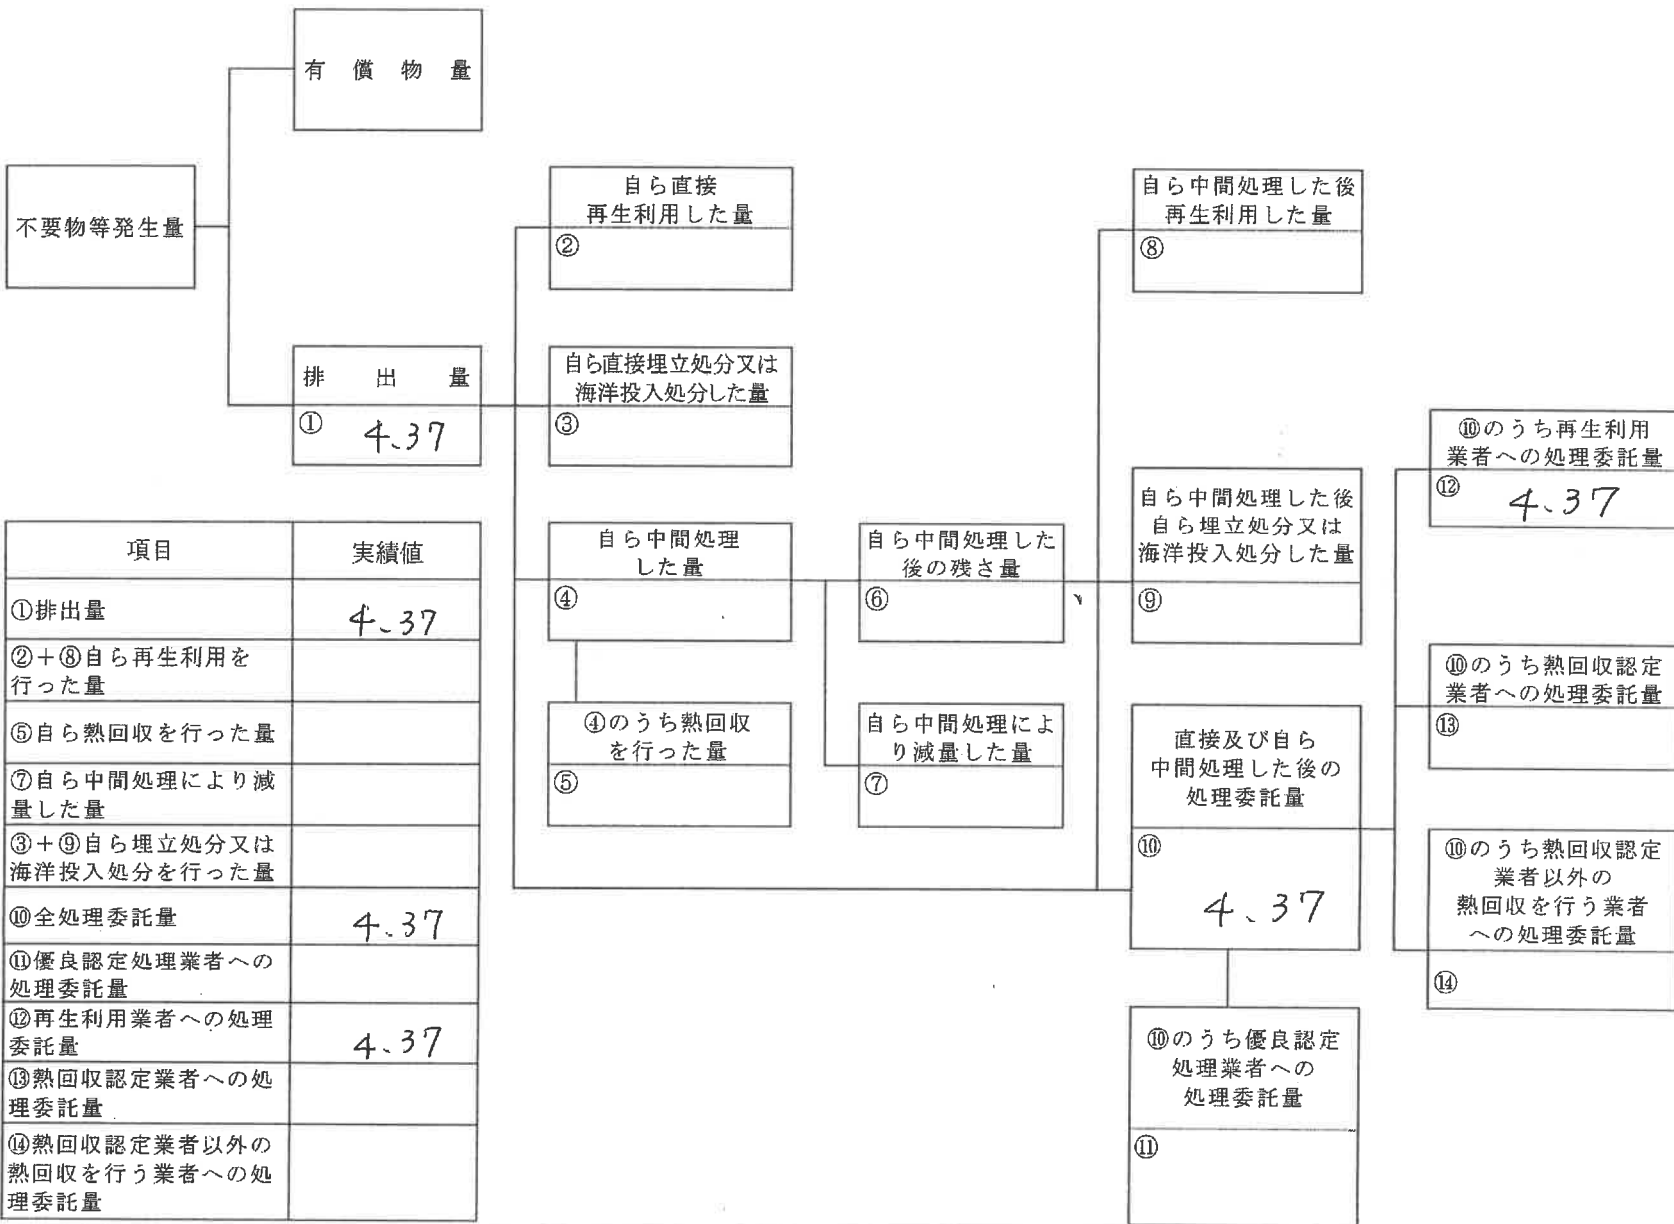 有償物量
不要物等発生量
排出量
① 4.37
自ら直接
再生利用した量
②
自ら直接埋立処分又は
海洋投入処分した量
③
自ら中間処理
した量
④
④のうち熱回収
を行った量
⑤
自ら中間処理した
後の残さ量
⑥
自ら中間処理によ
り減量した量
⑦
自ら中間処理した後
再生利用した量
⑧
自ら中間処理した後
自ら埋立処分又は
海洋投入処分した量
⑨
直接及び自ら
中間処理した後の
処理委託量
⑩
4.37
⑩のうち優良認定
処理業者への
処理委託量
⑪
⑩のうち再生利用
業者への処理委託量
⑫ 4.37
⑩のうち熱回収認定
業者への処理委託量
⑬
⑩のうち熱回収認定
業者以外の
熱回収を行う業者
への処理委託量
⑭
項目 実績値
①排出量 4.37
②+⑧自ら再生利用を
行った量
⑤自ら熱回収を行った量
⑦自ら中間処理により減
量した量
③+⑨自ら埋立処分又は
海洋投入処分を行った量
⑩全処理委託量 4.37
⑪優良認定処理業者への
処理委託量
⑫再生利用業者への処理
委託量 4.37
⑬熱回収認定業者への処
理委託量
⑭熱回収認定業者以外の
熱回収を行う業者への処
理委託量